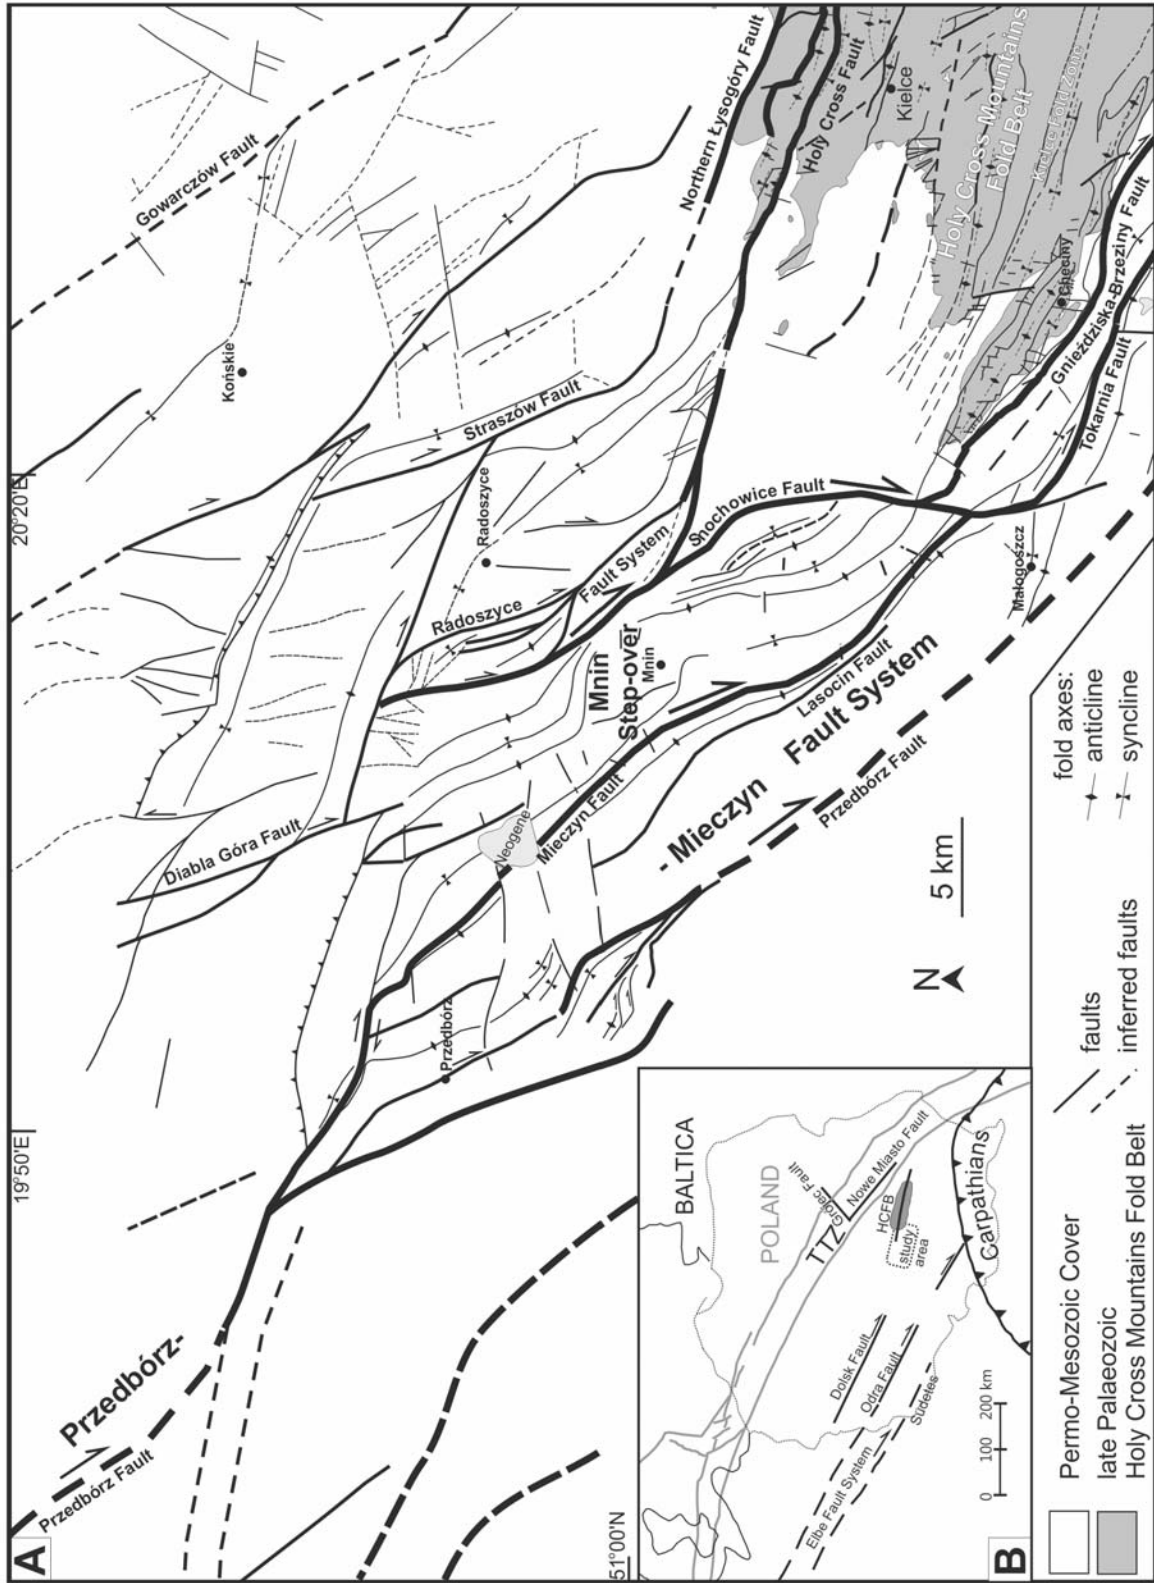 A
19°50'E
20°20'E
51°00'N
Przedbórz-
- Mieczyn
Fault System
Przedbórz Fault
Przedbórz Fault
Gowarczów Fault
Końskie
Northern Łysogóry Fault
Holy Cross Fault
Kielce
Holy Cross Mountains
Fold Belt
Kielce Fold Zone
Chęciny
Gnieździska-Brzeziny Fault
Tokarnia Fault
Straszów Fault
Radoszyce
Radoszyce
Fault System
Snochowice Fault
Małogoszcz
Mnin
Step-over
Mnin
Lasocin Fault
Mieczyn Fault
Neogene
Diabla Góra Fault
Przedbórz
N
5 km
B
BALTICA
POLAND
TTZ
Grójec Fault
Nowe Miasto Fault
HCFB
study
area
Carpathians
Dolsk Fault
Odra Fault
Sudetes
Elbe Fault System
0 100 200 km
Permo-Mesozoic Cover
late Palaeozoic
Holy Cross Mountains Fold Belt
faults
inferred faults
fold axes:
anticline
syncline